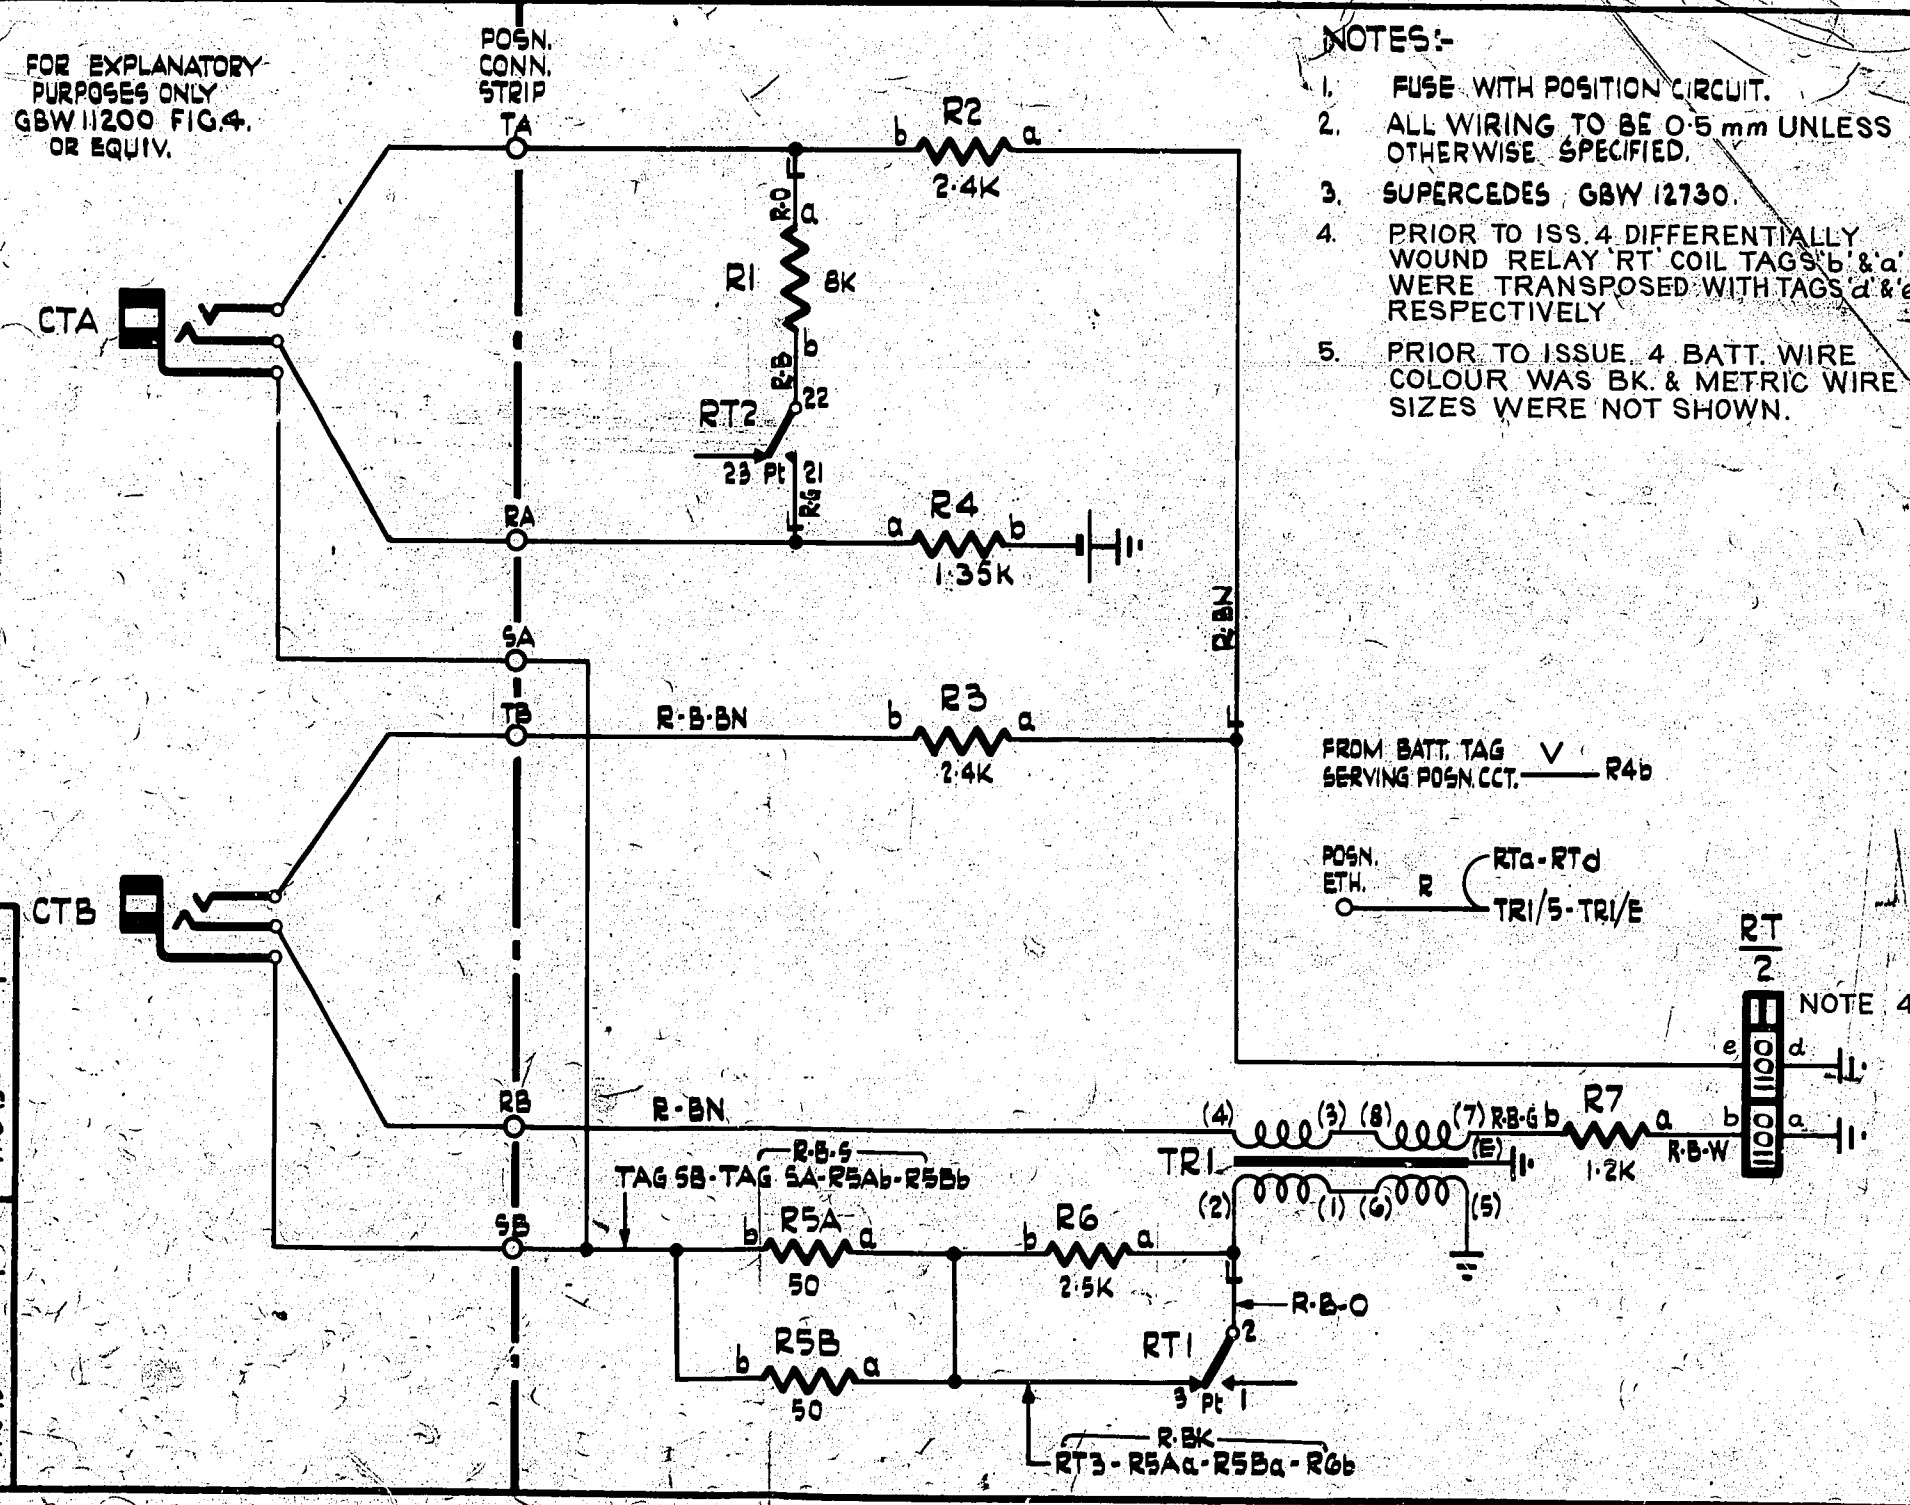 FOR EXPLANATORY
PURPOSES ONLY
GBW 11200 FIG.4.
OR EQUIV.
POSN.
CONN.
STRIP
TA
R2
b a
2.4K
R-O
a
R1
8K
b
R-B
22
RT2
23 Pt 21
R-G
CTA
RA
R4
a b
1.35K
SA
R-BN
TB
R-B-BN
R3
b a
2.4K
CTB
RB
R-BN
SB
R-B-S
TAG SB-TAG SA-R5Ab-R5Bb
R5A
b a
50
R5B
b a
50
R6
b a
2.5K
R-B-O
RT1
2
3 Pt 1
R-BK
RT3-R5Aa-R5Ba-R6b
TR1
(4) (3) (8) (7)
(E)
(2) (1) (6) (5)
R-B-G
R7
b a
1.2K
R-B-W
RT
2
NOTE 4
I
e 100 d
b 100 a
NOTES:-
1. FUSE WITH POSITION CIRCUIT.
2. ALL WIRING TO BE 0.5 mm UNLESS
OTHERWISE SPECIFIED.
3. SUPERCEDES GBW 12730.
4. PRIOR TO ISS. 4 DIFFERENTIALLY
WOUND RELAY 'RT' COIL TAGS 'b' & 'a'
WERE TRANSPOSED WITH TAGS 'd' &
RESPECTIVELY
5. PRIOR TO ISSUE 4 BATT. WIRE
COLOUR WAS BK. & METRIC WIRE
SIZES WERE NOT SHOWN.
FROM BATT. TAG
SERVING POSN. CCT.
V
R4b
POSN.
ETH.
R
RTa-RTd
TR1/5-TR1/E